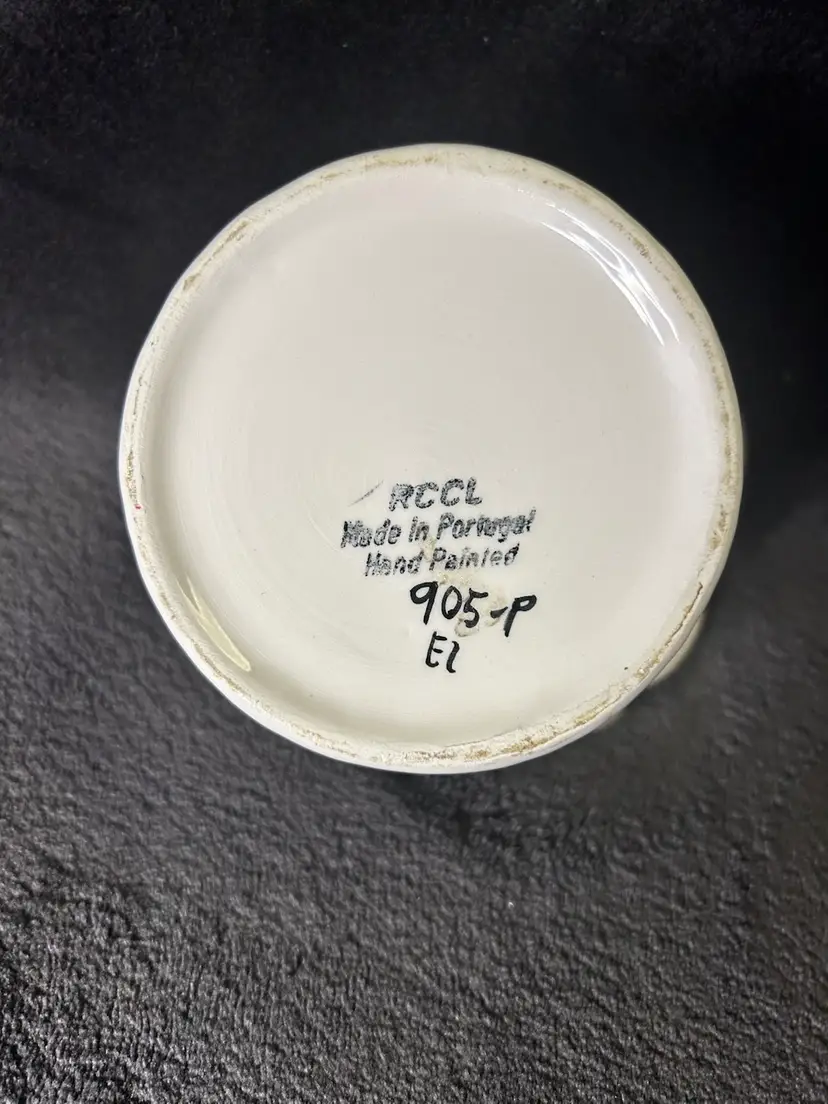 RCCL
Made in Portugal
Hand Painted
905-P
El